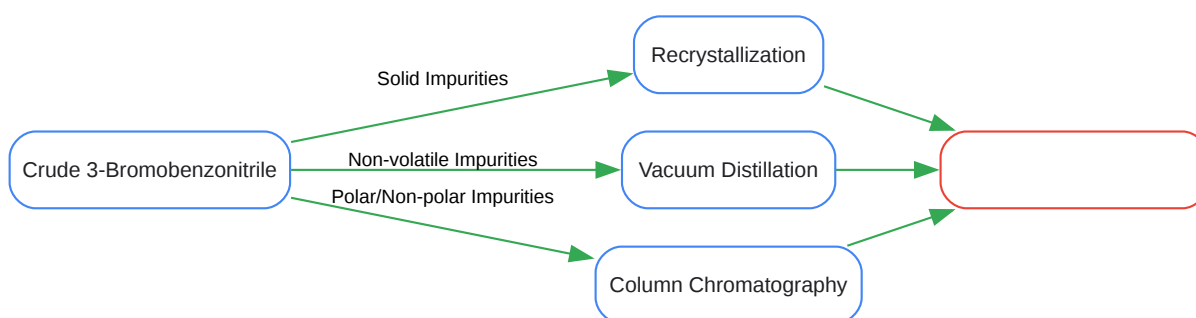 Recrystallization
Solid Impurities
Crude 3-Bromobenzonitrile
Non-volatile Impurities
Vacuum Distillation
Polar/Non-polar Impurities
Column Chromatography